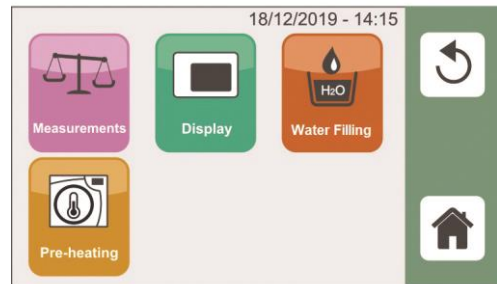 18/12/2019 - 14:15
Measurements
Display
H₂O
Water Filling
Pre-heating